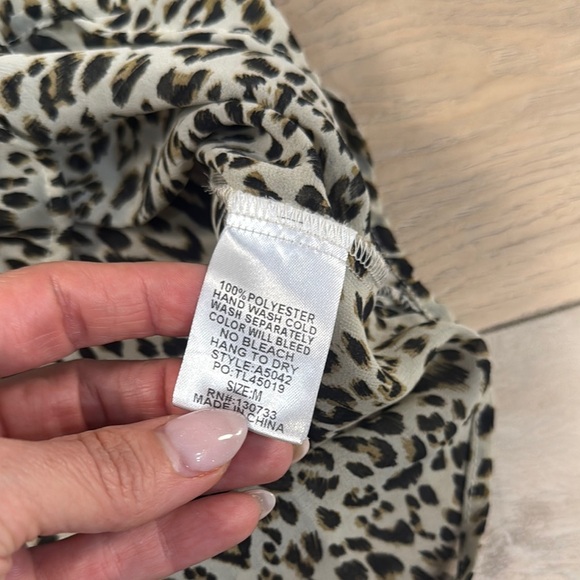 100% POLYESTER
HAND WASH COLD
WASH SEPARATELY
COLOR WILL BLEED
NO BLEACH
HANG TO DRY
STYLE:A5042
PO:TL45019
SIZE:M
RN#:130733
MADE IN CHINA